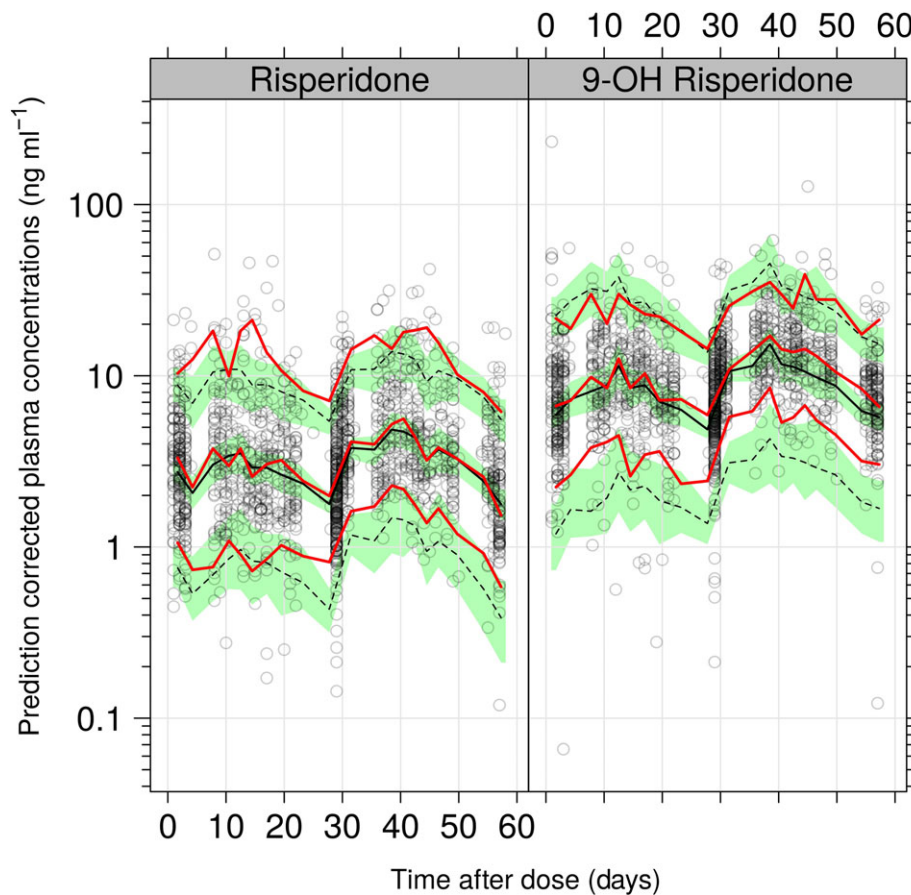 0 10 20 30 40 50 60
Risperidone 9-OH Risperidone
Prediction corrected plasma concentrations (ng ml⁻¹)
100
10
1
0.1
0 10 20 30 40 50 60
Time after dose (days)